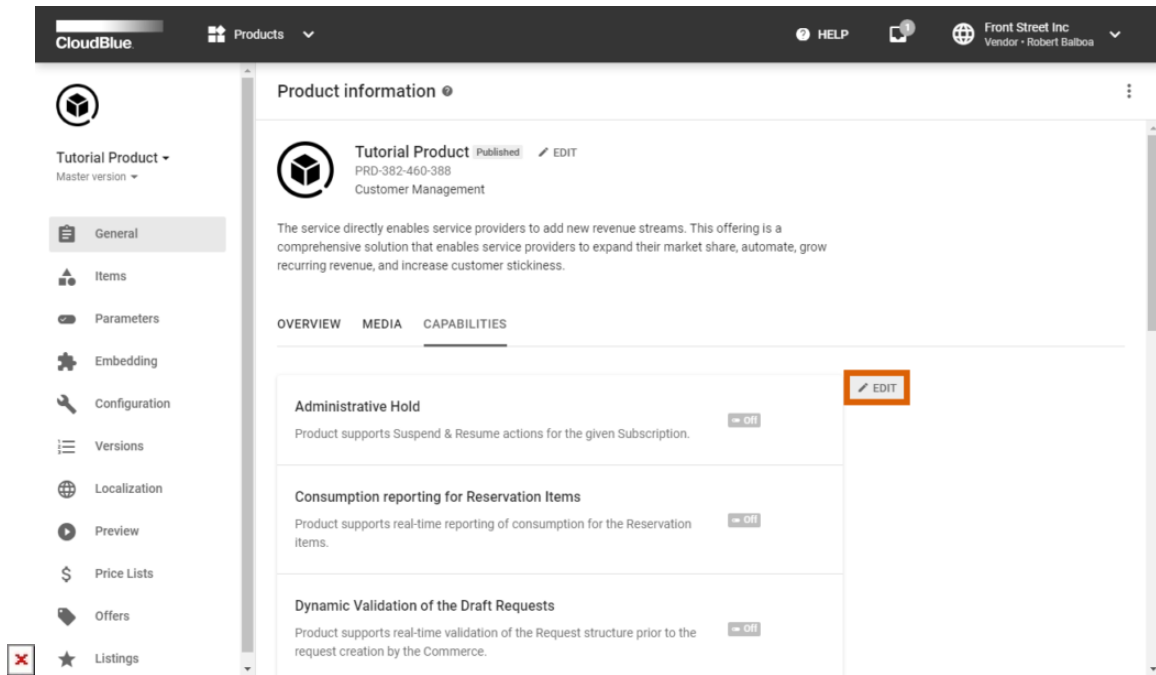 CloudBlue.
Products
HELP
1
Front Street Inc
Vendor • Robert Balboa
Tutorial Product
Master version
General
Items
Parameters
Embedding
Configuration
Versions
Localization
Preview
Price Lists
Offers
Listings
Product information
Tutorial Product Published EDIT
PRD-382-460-388
Customer Management
The service directly enables service providers to add new revenue streams. This offering is a
comprehensive solution that enables service providers to expand their market share, automate, grow
recurring revenue, and increase customer stickiness.
OVERVIEW MEDIA CAPABILITIES
EDIT
Administrative Hold
Product supports Suspend & Resume actions for the given Subscription.
Off
Consumption reporting for Reservation Items
Product supports real-time reporting of consumption for the Reservation
items.
Off
Dynamic Validation of the Draft Requests
Product supports real-time validation of the Request structure prior to the
request creation by the Commerce.
Off